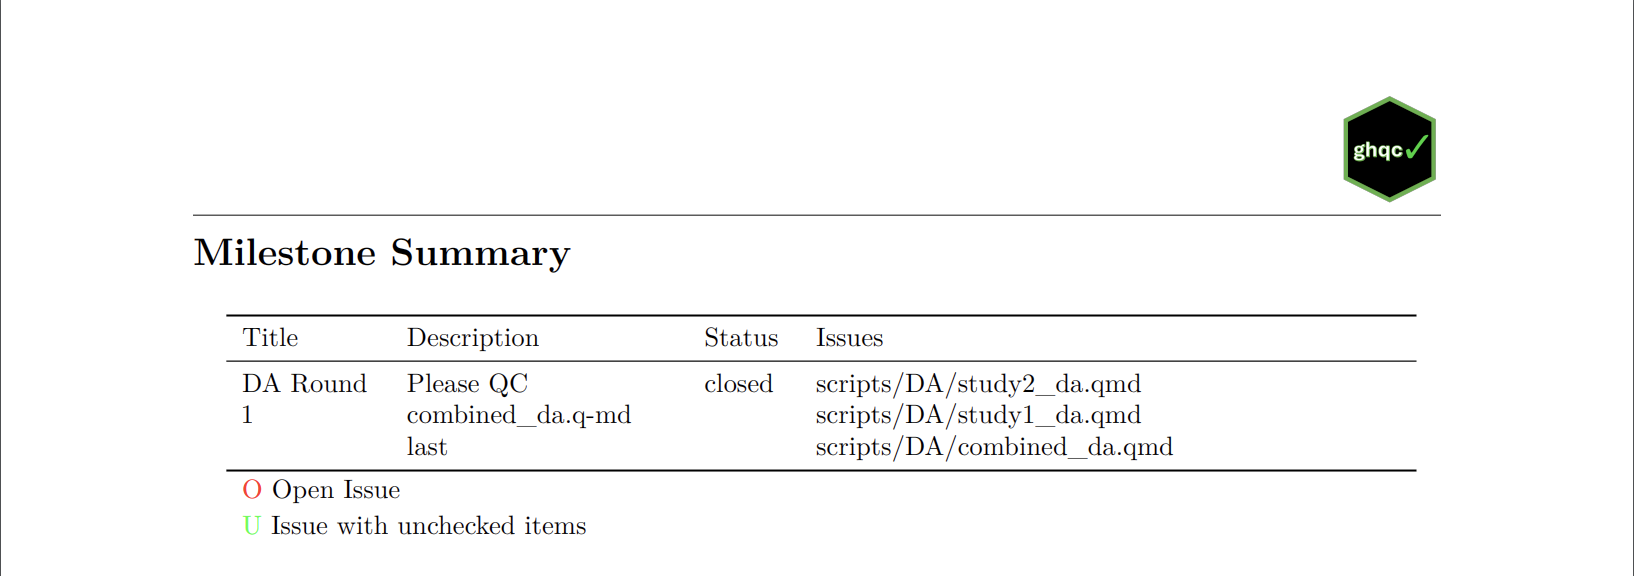 ghqc✓
Milestone Summary
Title Description Status Issues
DA Round Please QC closed scripts/DA/study2_da.qmd
1 combined_da.q-md scripts/DA/study1_da.qmd
last scripts/DA/combined_da.qmd
O Open Issue
U Issue with unchecked items